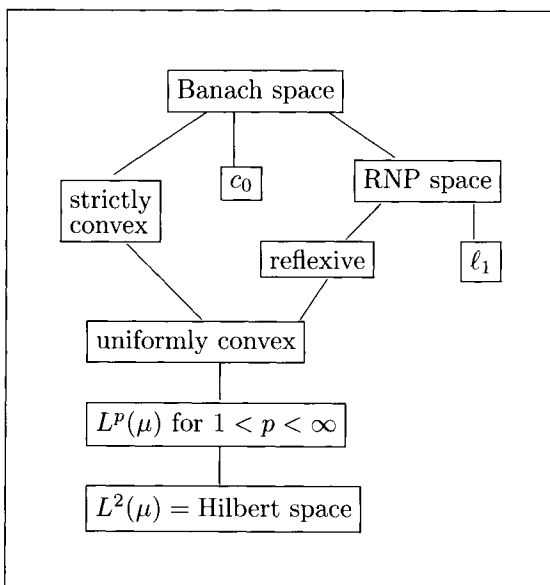 Banach space
c₀
RNP space
strictly
convex
reflexive
ℓ₁
uniformly convex
Lᵖ(μ) for 1 < p < ∞
L²(μ) = Hilbert space